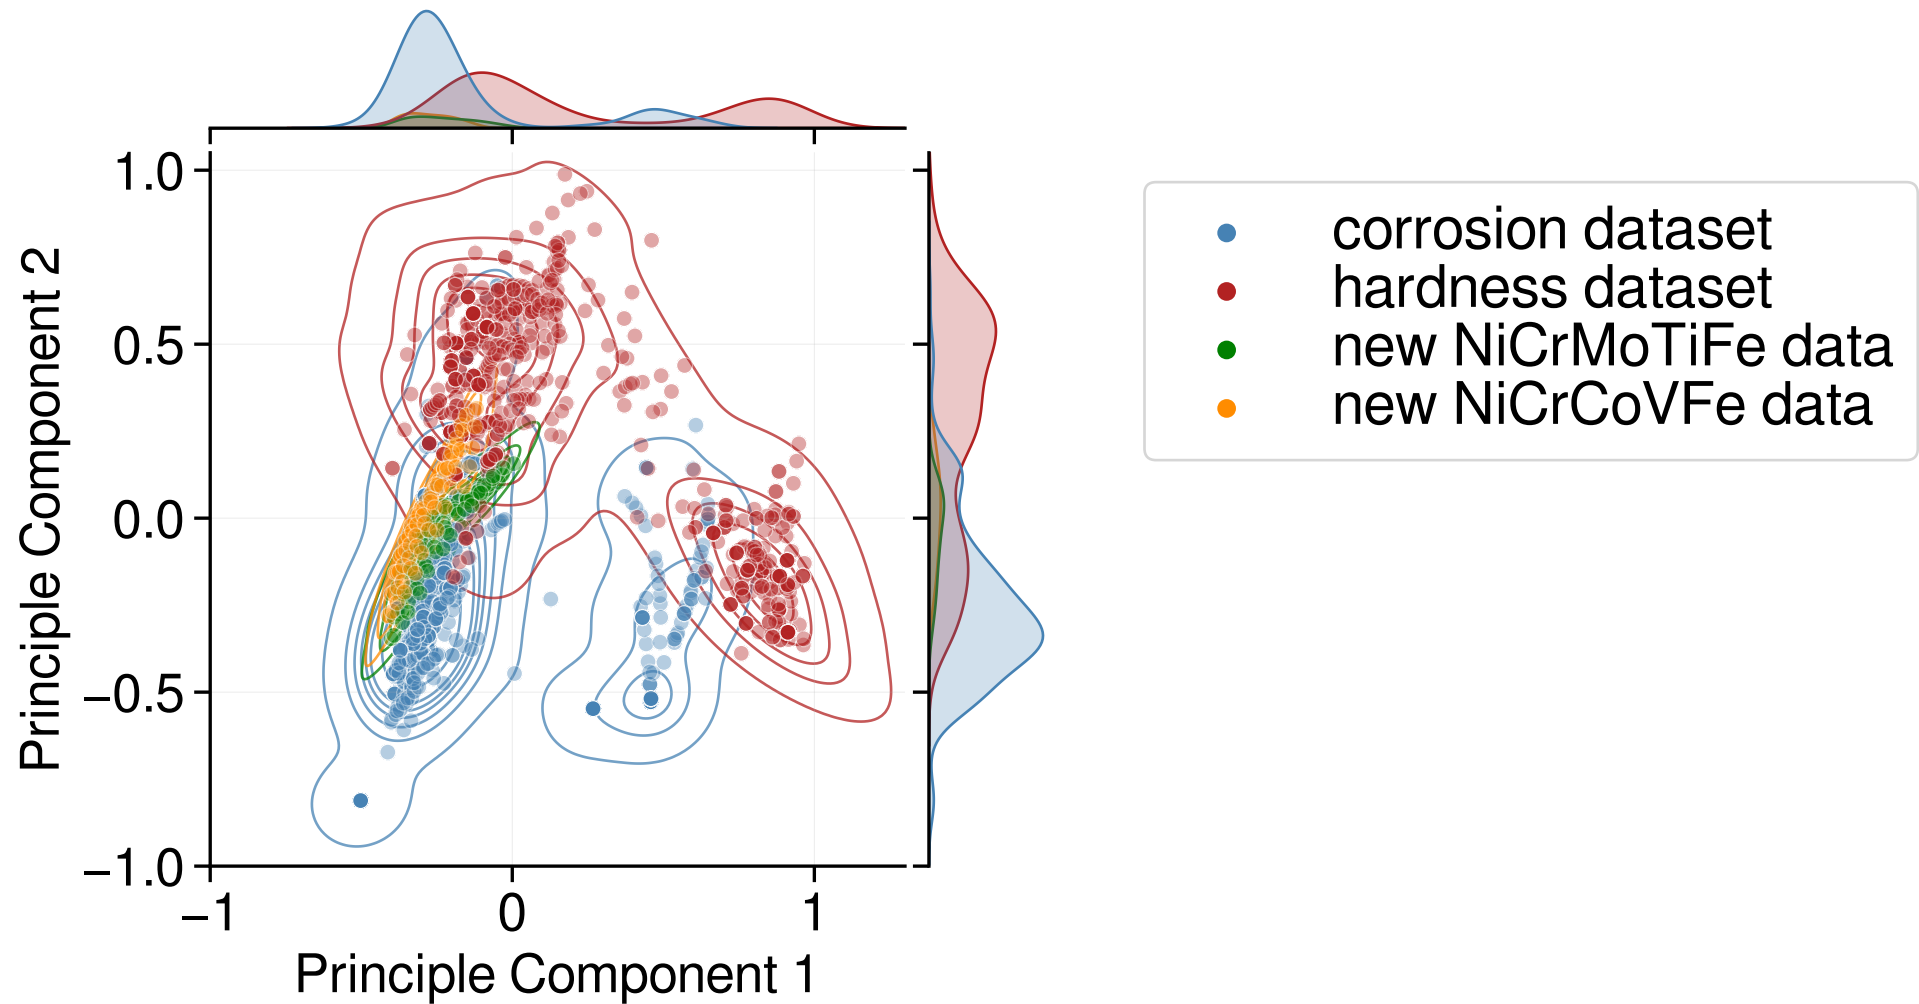 1.0
0.5
0.0
−0.5
−1.0
Principle Component 2
−1
0
1
Principle Component 1
corrosion dataset
hardness dataset
new NiCrMoTiFe data
new NiCrCoVFe data